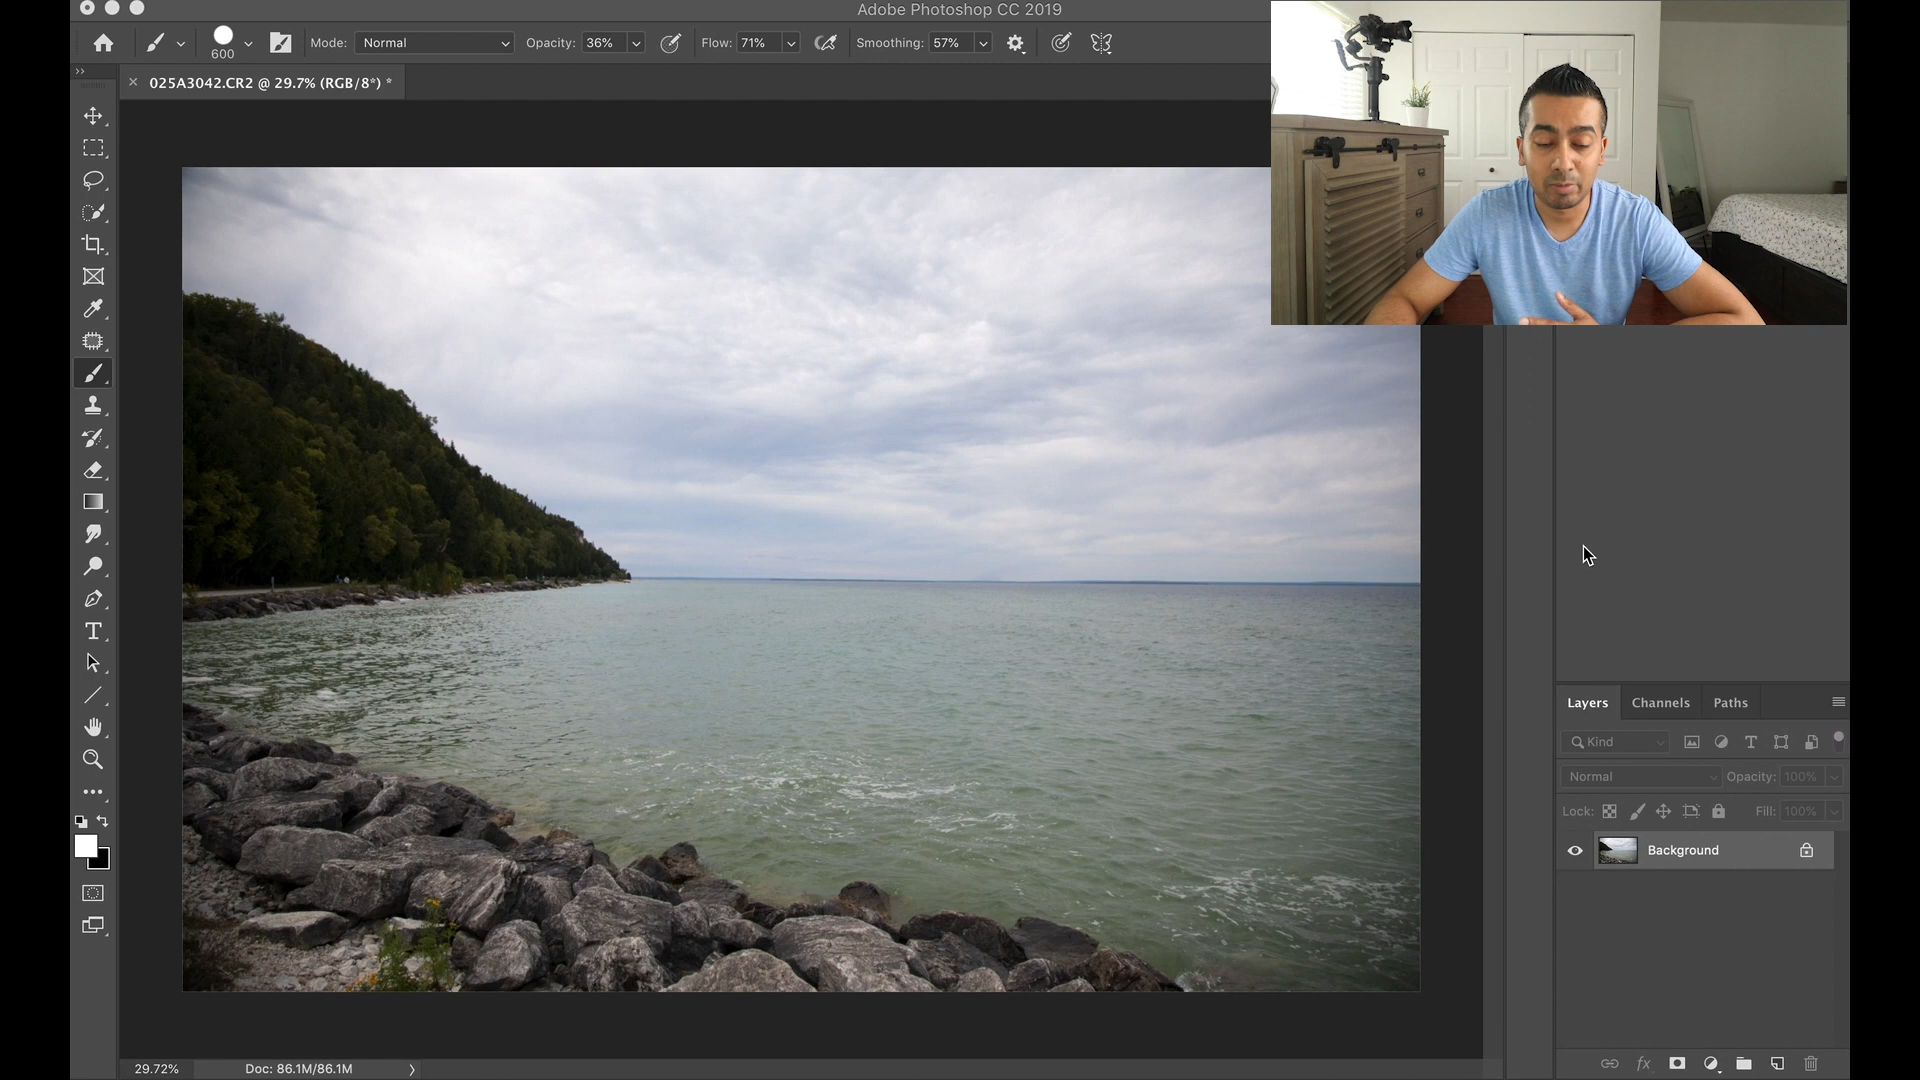 Adobe Photoshop CC 2019
600
Mode: Normal Opacity: 36% Flow: 71% Smoothing: 57%
025A3042.CR2 @ 29.7% (RGB/8*) *
Layers Channels Paths
Kind
Normal Opacity: 100%
Lock: Fill: 100%
Background
fx
29.72% Doc: 86.1M/86.1M